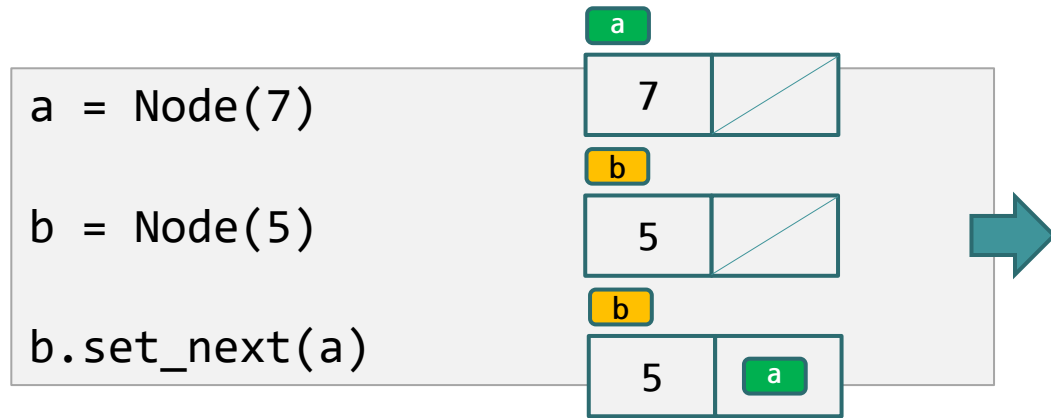 a
a = Node(7)
7
b
b = Node(5)
5
b
b.set_next(a)
5
a